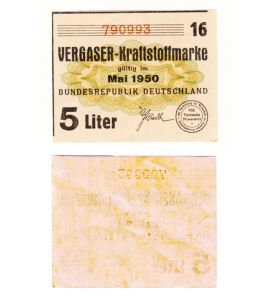 790993 16
VERGASER-Kraftstoffmarke
gültig im
Mai 1950
BUNDESREPUBLIK DEUTSCHLAND
5 Liter